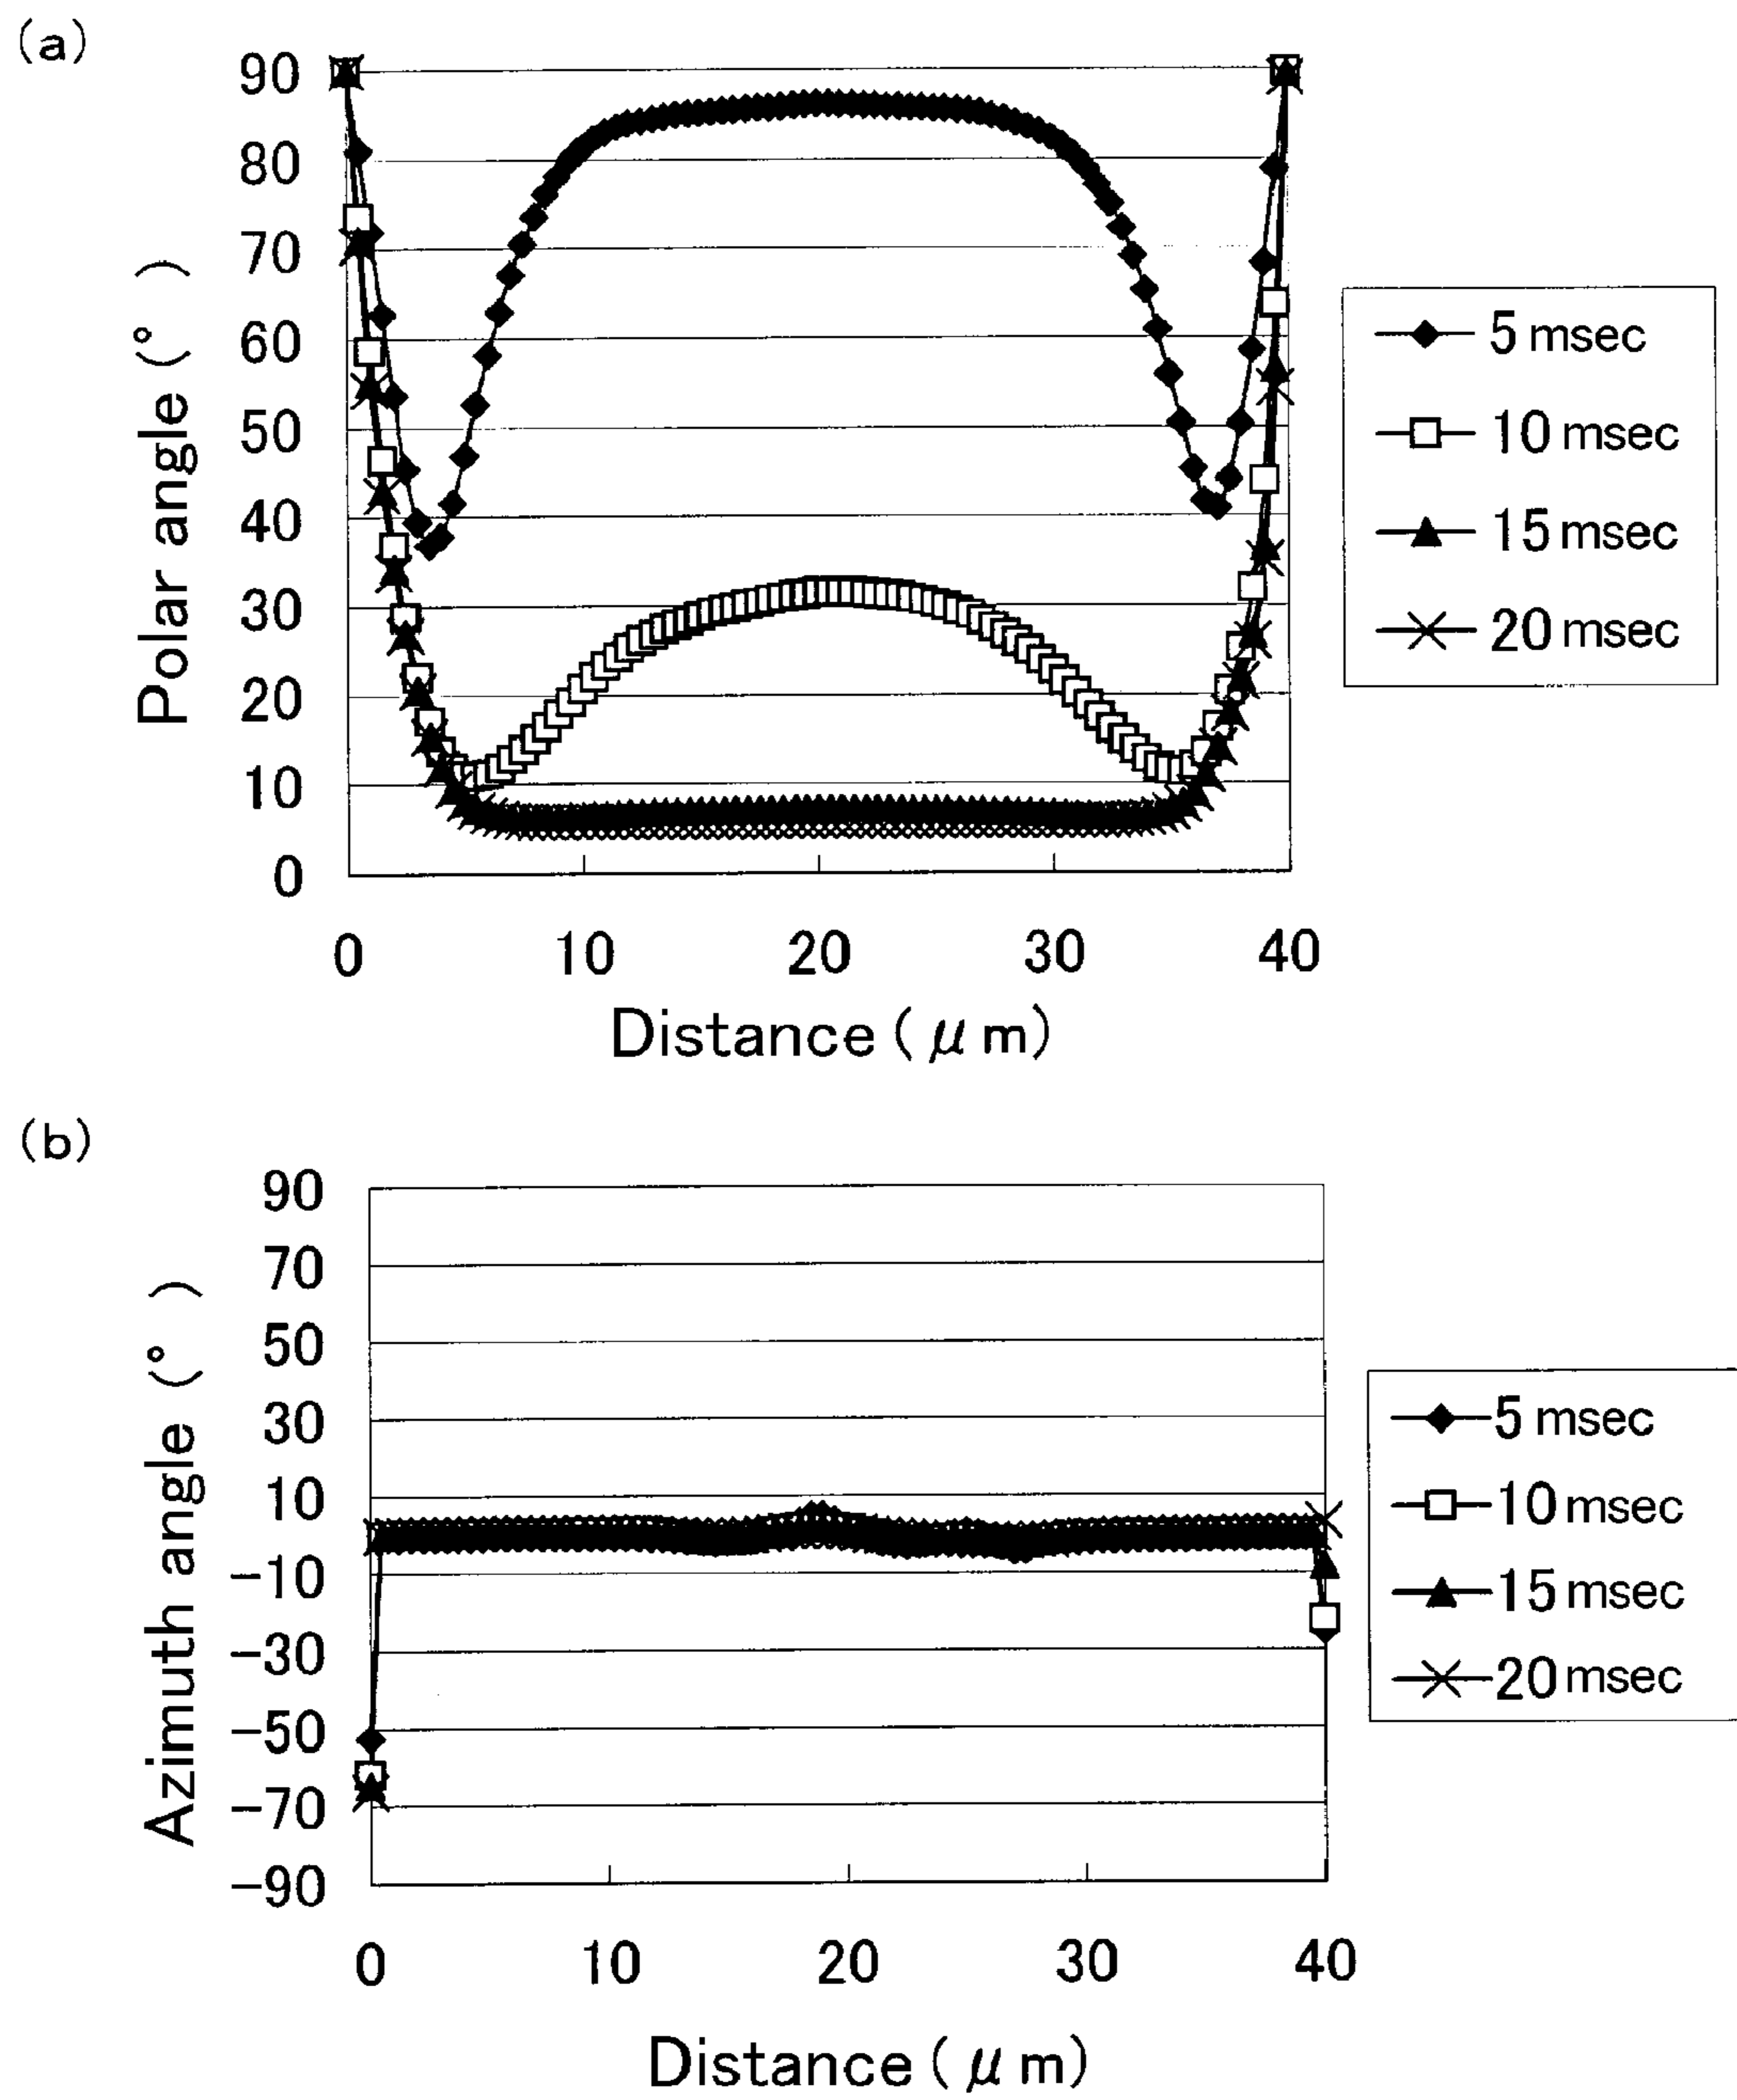 (a)
Polar angle (°)
90
80
70
60
50
40
30
20
10
0
0 10 20 30 40
Distance (μm)
5 msec
10 msec
15 msec
20 msec
(b)
Azimuth angle (°)
90
70
50
30
10
−10
−30
−50
−70
−90
0 10 20 30 40
Distance (μm)
5 msec
10 msec
15 msec
20 msec